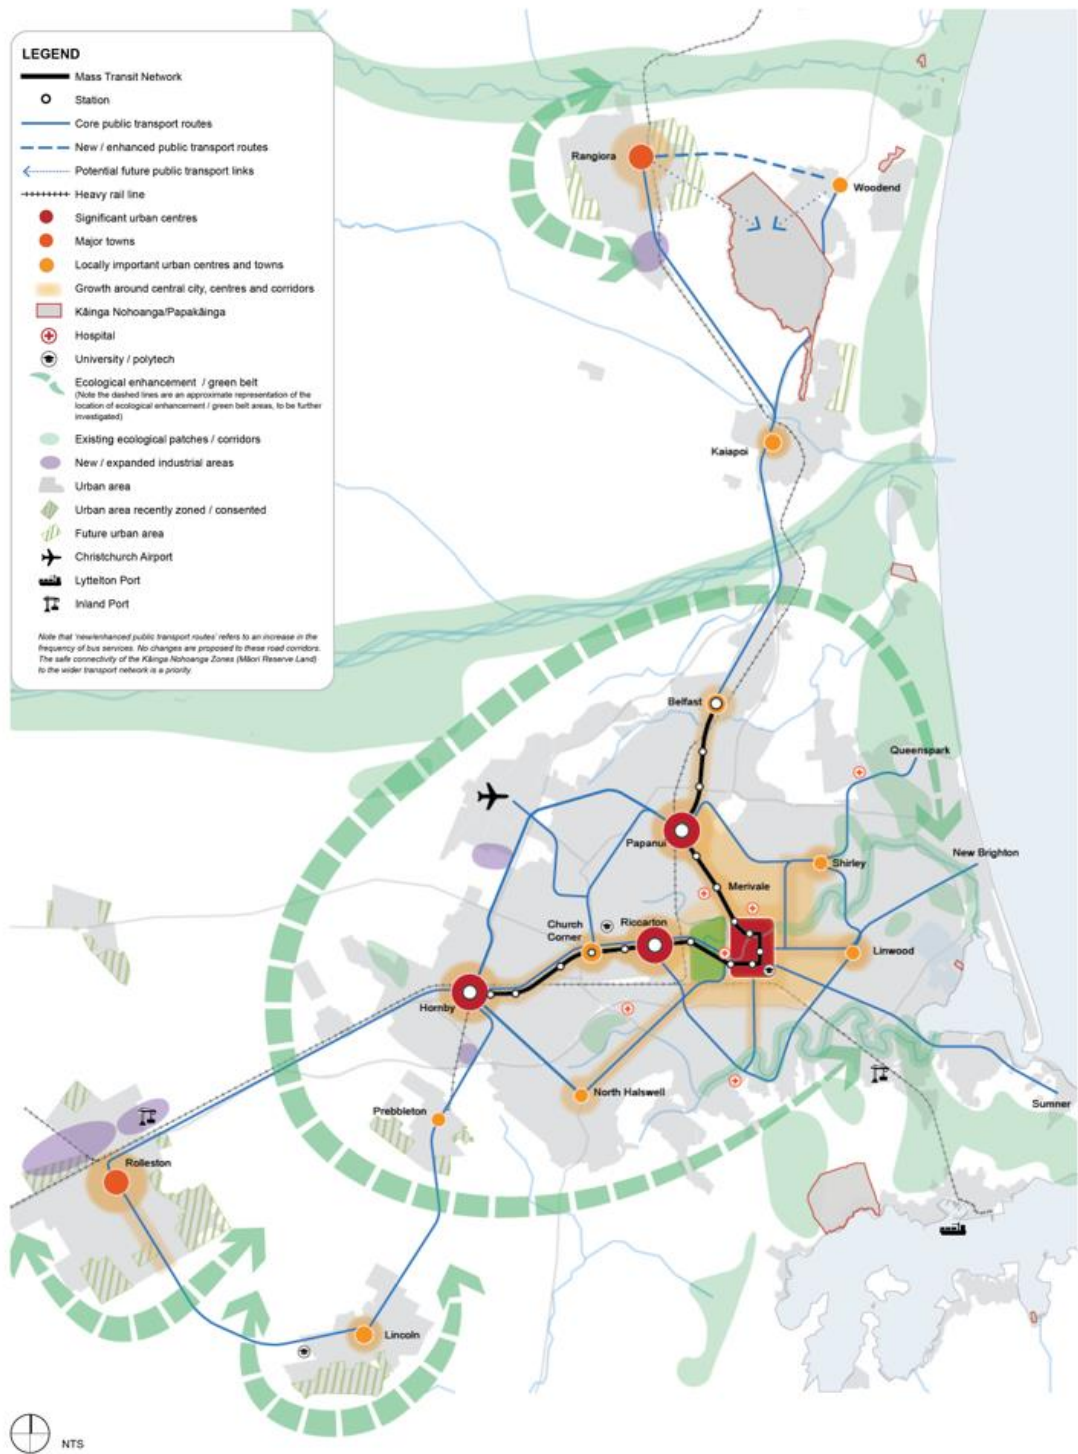 LEGEND
Mass Transit Network
Station
Core public transport routes
New / enhanced public transport routes
Potential future public transport links
Heavy rail line
Significant urban centres
Major towns
Locally important urban centres and towns
Growth around central city, centres and corridors
Kāinga Nohoanga/Papakāinga
Hospital
University / polytech
Ecological enhancement / green belt
(Note the dashed lines are an approximate representation of the
location of ecological enhancement / green belt areas, to be further
investigated)
Existing ecological patches / corridors
New / expanded industrial areas
Urban area
Urban area recently zoned / consented
Future urban area
Christchurch Airport
Lyttelton Port
Inland Port
Note that 'new/enhanced public transport routes' refers to an increase in the
frequency of bus services. No changes are proposed to these road corridors.
The safe connectivity of the Kāinga Nohoanga Zones (Māori Reserve Land)
to the wider transport network is a priority.
Rangiora
Woodend
Kaiapoi
Belfast
Queenspark
Papanui
Shirley
New Brighton
Merivale
Church
Corner
Riccarton
Linwood
Hornby
North Halswell
Prebbleton
Sumner
Rolleston
Lincoln
NTS